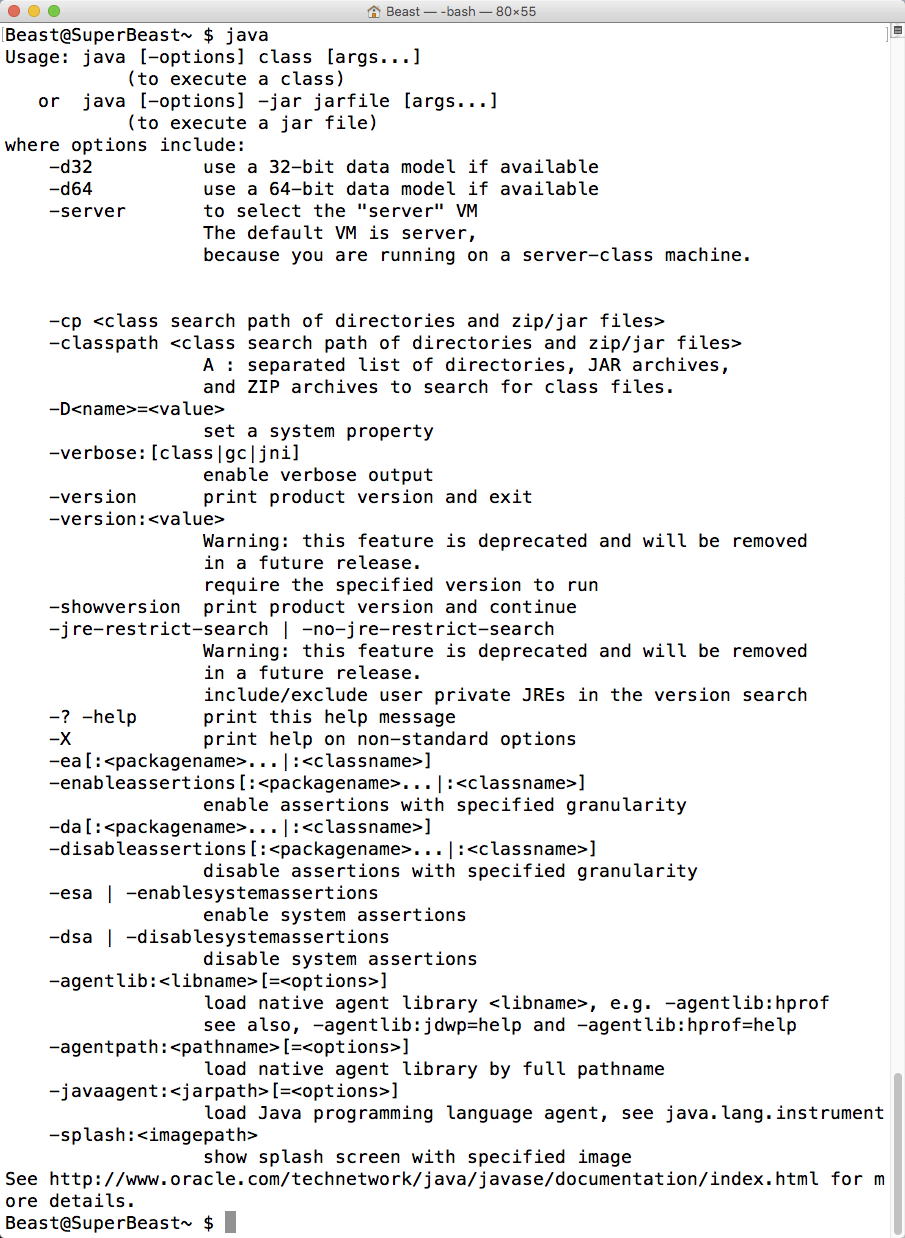 Beast — -bash — 80×55
Beast@SuperBeast~ $ java
Usage: java [-options] class [args...]
           (to execute a class)
   or  java [-options] -jar jarfile [args...]
           (to execute a jar file)
where options include:
    -d32          use a 32-bit data model if available
    -d64          use a 64-bit data model if available
    -server       to select the "server" VM
                  The default VM is server,
                  because you are running on a server-class machine.
    -cp <class search path of directories and zip/jar files>
    -classpath <class search path of directories and zip/jar files>
                  A : separated list of directories, JAR archives,
                  and ZIP archives to search for class files.
    -D<name>=<value>
                  set a system property
    -verbose:[class|gc|jni]
                  enable verbose output
    -version      print product version and exit
    -version:<value>
                  Warning: this feature is deprecated and will be removed
                  in a future release.
                  require the specified version to run
    -showversion  print product version and continue
    -jre-restrict-search | -no-jre-restrict-search
                  Warning: this feature is deprecated and will be removed
                  in a future release.
                  include/exclude user private JREs in the version search
    -? -help      print this help message
    -X            print help on non-standard options
    -ea[:<packagename>...|:<classname>]
    -enableassertions[:<packagename>...|:<classname>]
                  enable assertions with specified granularity
    -da[:<packagename>...|:<classname>]
    -disableassertions[:<packagename>...|:<classname>]
                  disable assertions with specified granularity
    -esa | -enablesystemassertions
                  enable system assertions
    -dsa | -disablesystemassertions
                  disable system assertions
    -agentlib:<libname>[=<options>]
                  load native agent library <libname>, e.g. -agentlib:hprof
                  see also, -agentlib:jdwp=help and -agentlib:hprof=help
    -agentpath:<pathname>[=<options>]
                  load native agent library by full pathname
    -javaagent:<jarpath>[=<options>]
                  load Java programming language agent, see java.lang.instrument
    -splash:<imagepath>
                  show splash screen with specified image
See http://www.oracle.com/technetwork/java/javase/documentation/index.html for m
ore details.
Beast@SuperBeast~ $